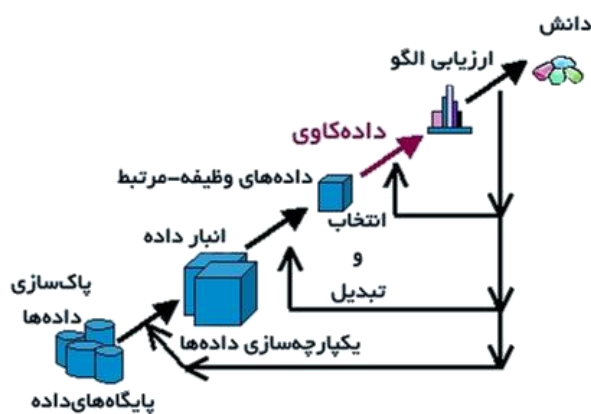 دانش
ارزیابی الگو
داده‌کاوی
داده‌های وظیفه-مرتبط
انتخاب
و
تبدیل
انبار داده
پاک‌سازی
داده‌ها
یکپارچه‌سازی داده‌ها
پایگاه‌های‌داده